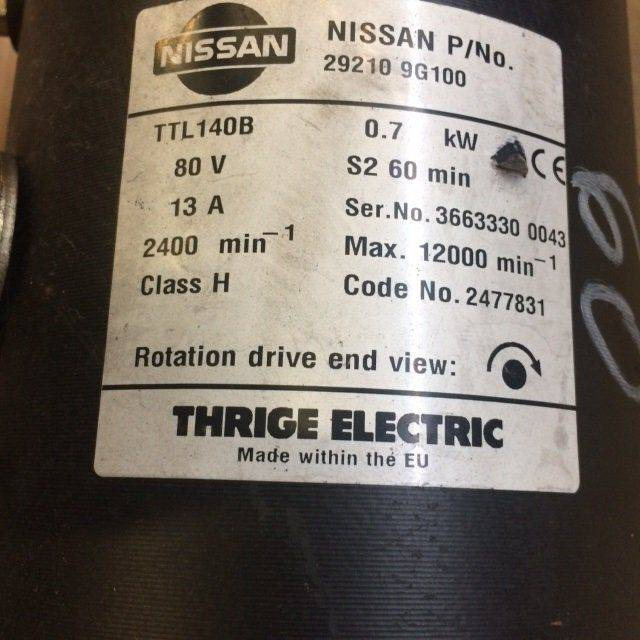 NISSAN
NISSAN P/No.
29210 9G100
TTL140B 0.7 kW
80 V S2 60 min CE
13 A Ser.No. 3663330 0043
2400 min⁻¹ Max. 12000 min⁻¹
Class H Code No. 2477831
Rotation drive end view:
THRIGE ELECTRIC
Made within the EU